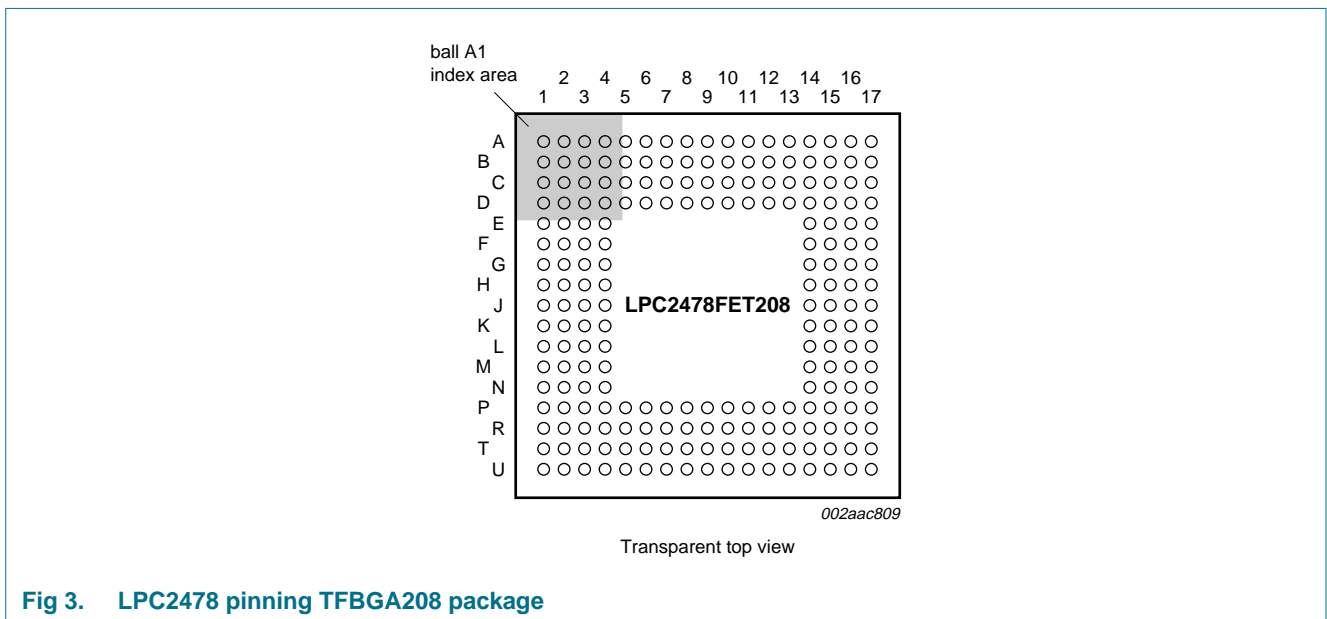 ball A1
index area
2 4 6 8 10 12 14 16
1 3 5 7 9 11 13 15 17
A
B
C
D
E
F
G
H
J
LPC2478FET208
K
L
M
N
P
R
T
U
002aac809
Transparent top view
Fig 3. LPC2478 pinning TFBGA208 package